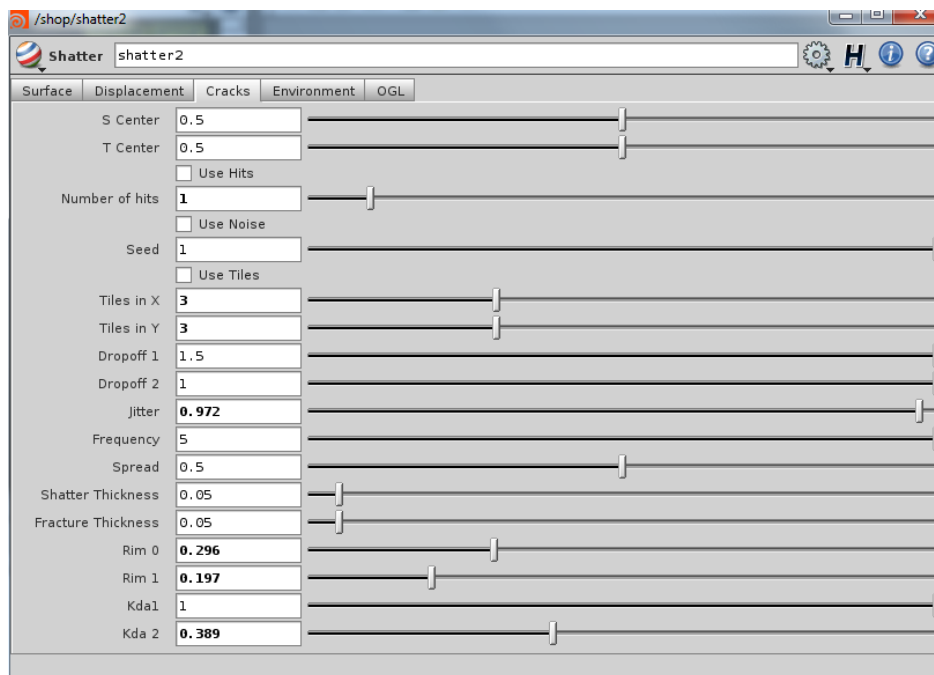 /shop/shatter2
Shatter shatter2
Surface Displacement Cracks Environment OGL
S Center 0.5
T Center 0.5
Use Hits
Number of hits 1
Use Noise
Seed 1
Use Tiles
Tiles in X 3
Tiles in Y 3
Dropoff 1 1.5
Dropoff 2 1
Jitter 0.972
Frequency 5
Spread 0.5
Shatter Thickness 0.05
Fracture Thickness 0.05
Rim 0 0.296
Rim 1 0.197
Kda1 1
Kda 2 0.389